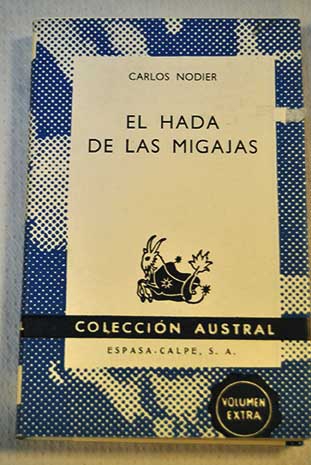 CARLOS NODIER
EL HADA
DE LAS MIGAJAS
COLECCIÓN AUSTRAL
ESPASA-CALPE, S. A.
VOLUMEN
EXTRA